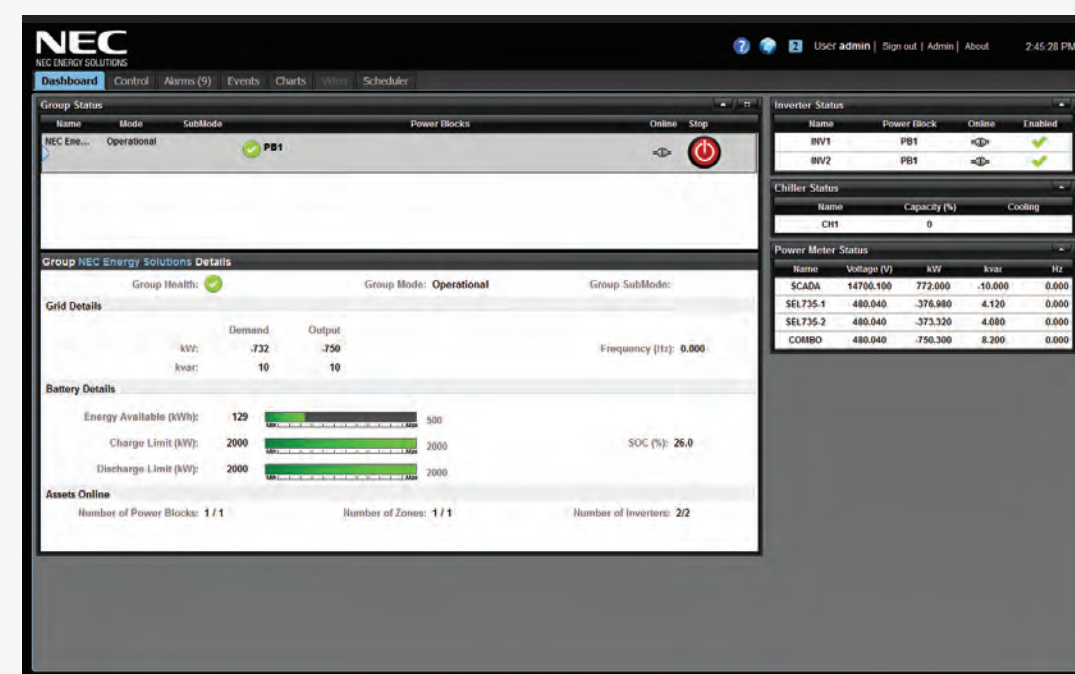 NEC
NEC ENERGY SOLUTIONS
? 2 User admin | Sign out | Admin | About 2:45:28 PM
Dashboard Control Alarms (9) Events Charts Video Scheduler
Group Status
Name Mode SubMode Power Blocks Online Stop
NEC Ene... Operational PB1
Group NEC Energy Solutions Details
Group Health: Group Mode: Operational Group SubMode:
Grid Details
Demand Output
kW: -732 -750 Frequency (Hz): 0.000
kvar: 10 10
Battery Details
Energy Available (kWh): 129 Min Max 500
Charge Limit (kW): 2000 Min Max 2000 SOC (%): 26.0
Discharge Limit (kW): 2000 Min Max 2000
Assets Online
Number of Power Blocks: 1 / 1 Number of Zones: 1 / 1 Number of Inverters: 2/2
Inverter Status
Name Power Block Online Enabled
INV1 PB1
INV2 PB1
Chiller Status
Name Capacity (%) Cooling
CH1 0
Power Meter Status
Name Voltage (V) kW kvar Hz
SCADA 14700.100 772.000 -10.000 0.000
SEL735-1 480.040 -376.980 4.120 0.000
SEL735-2 480.040 -373.320 4.080 0.000
COMBO 480.040 -750.300 8.200 0.000